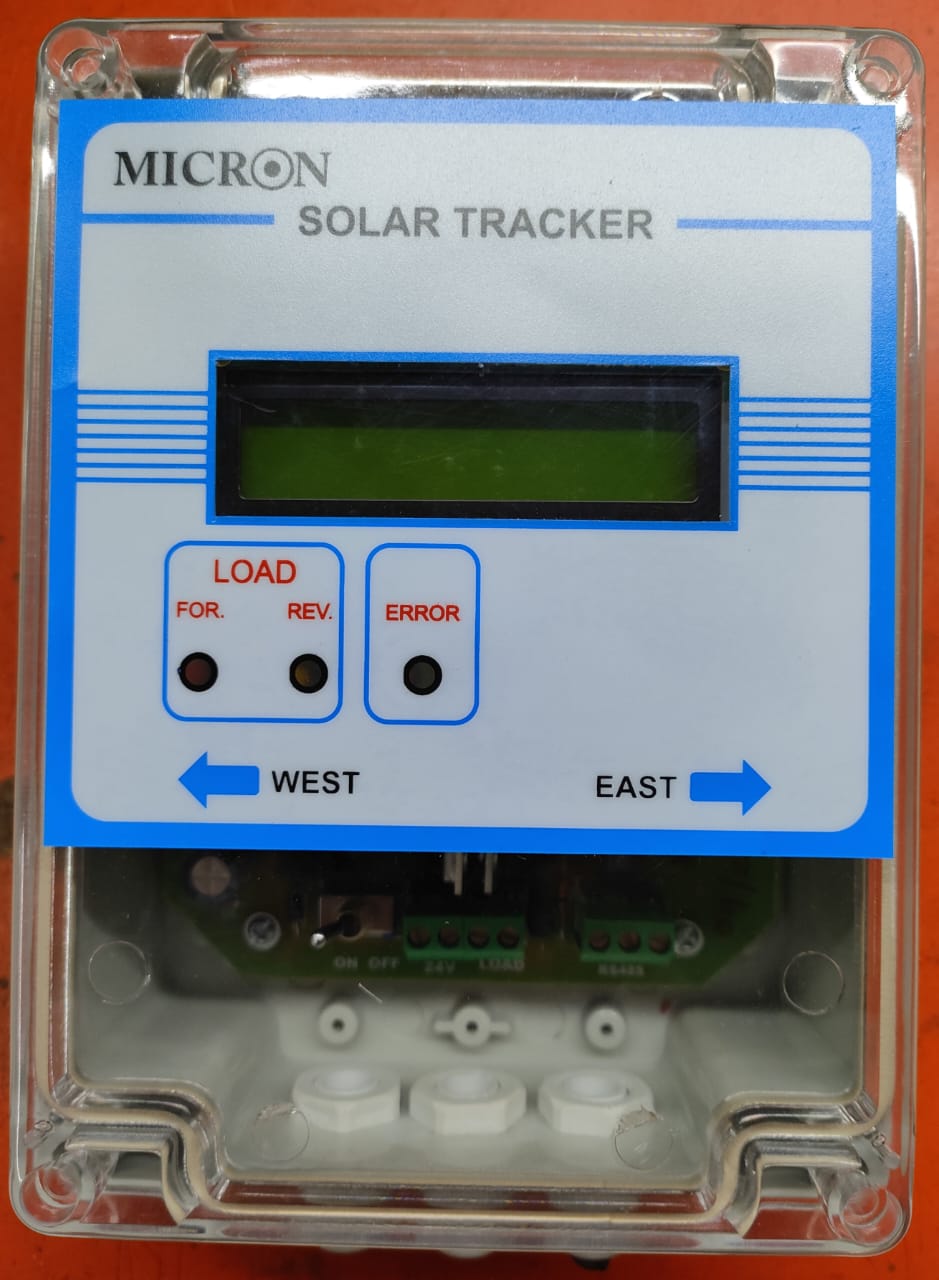 MICRON
SOLAR TRACKER
LOAD
FOR. REV.
ERROR
WEST
EAST
ON OFF 24V LOAD RS485